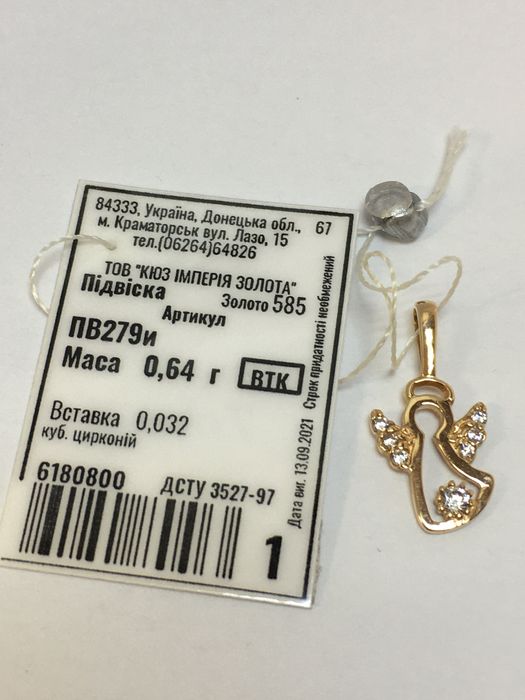 84333, Україна, Донецька обл., 67
м. Краматорськ вул. Лазо, 15
тел.(06264)64826
ТОВ "КЮЗ ІМПЕРІЯ ЗОЛОТА"
Підвіска Золото 585
Артикул
ПВ279и
Маса 0,64 г ВТК
Вставка 0,032
куб. цирконій
6180800 ДСТУ 3527-97
1
Дата виг. 13.09.2021 Строк придатності необмежений